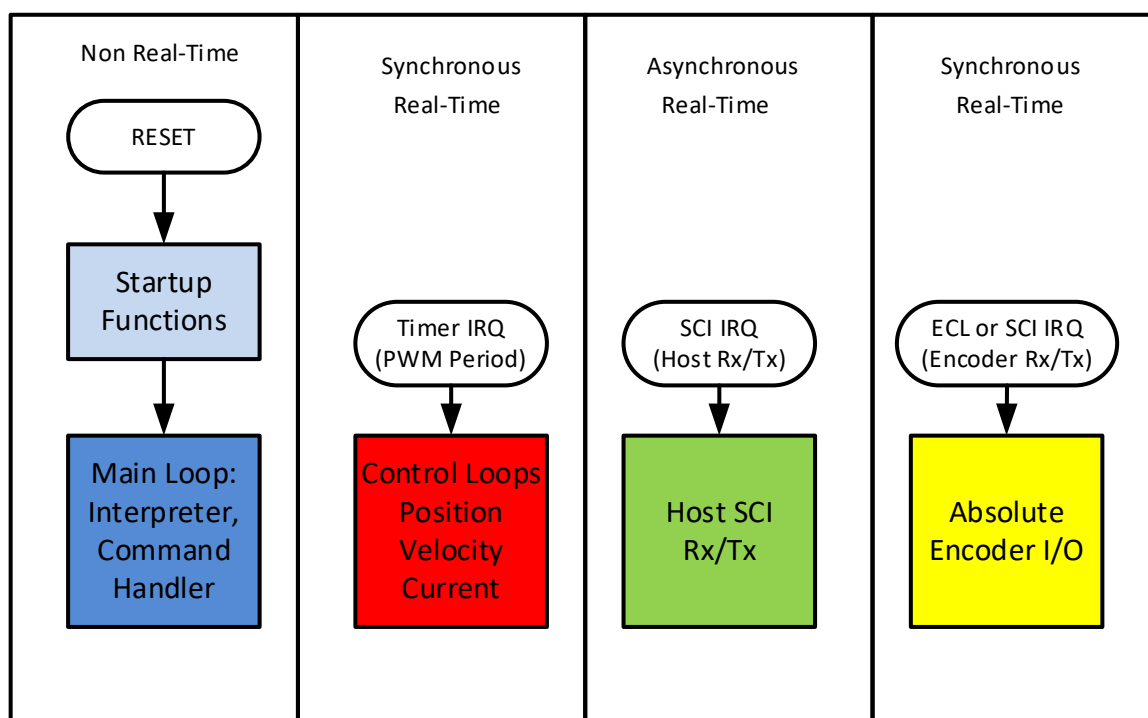 Non Real-Time
RESET
Startup
Functions
Main Loop:
Interpreter,
Command
Handler
Synchronous
Real-Time
Timer IRQ
(PWM Period)
Control Loops
Position
Velocity
Current
Asynchronous
Real-Time
SCI IRQ
(Host Rx/Tx)
Host SCI
Rx/Tx
Synchronous
Real-Time
ECL or SCI IRQ
(Encoder Rx/Tx)
Absolute
Encoder I/O